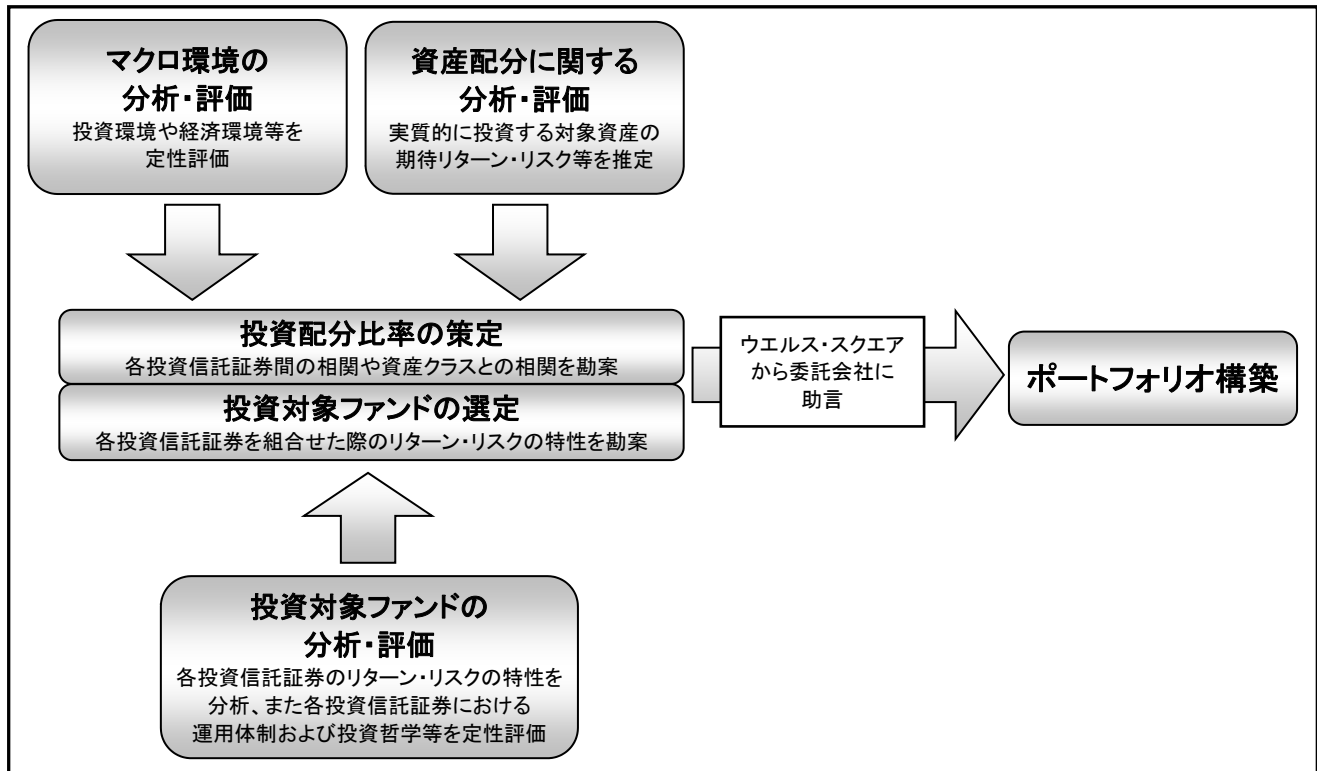 マクロ環境の
分析・評価
投資環境や経済環境等を
定性評価
資産配分に関する
分析・評価
実質的に投資する対象資産の
期待リターン・リスク等を推定
投資配分比率の策定
各投資信託証券間の相関や資産クラスとの相関を勘案
投資対象ファンドの選定
各投資信託証券を組合せた際のリターン・リスクの特性を勘案
ウエルス・スクエア
から委託会社に
助言
ポートフォリオ構築
投資対象ファンドの
分析・評価
各投資信託証券のリターン・リスクの特性を
分析、また各投資信託証券における
運用体制および投資哲学等を定性評価